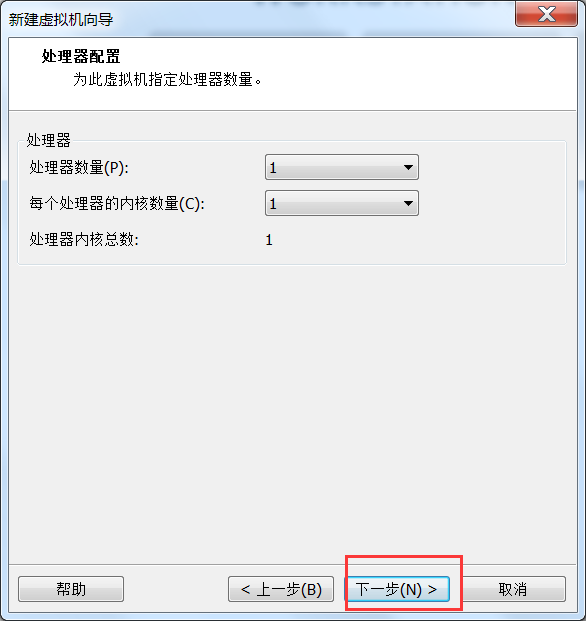 新建虚拟机向导
处理器配置
为此虚拟机指定处理器数量。
处理器
处理器数量(P): 1
每个处理器的内核数量(C): 1
处理器内核总数: 1
帮助 < 上一步(B) 下一步(N) > 取消